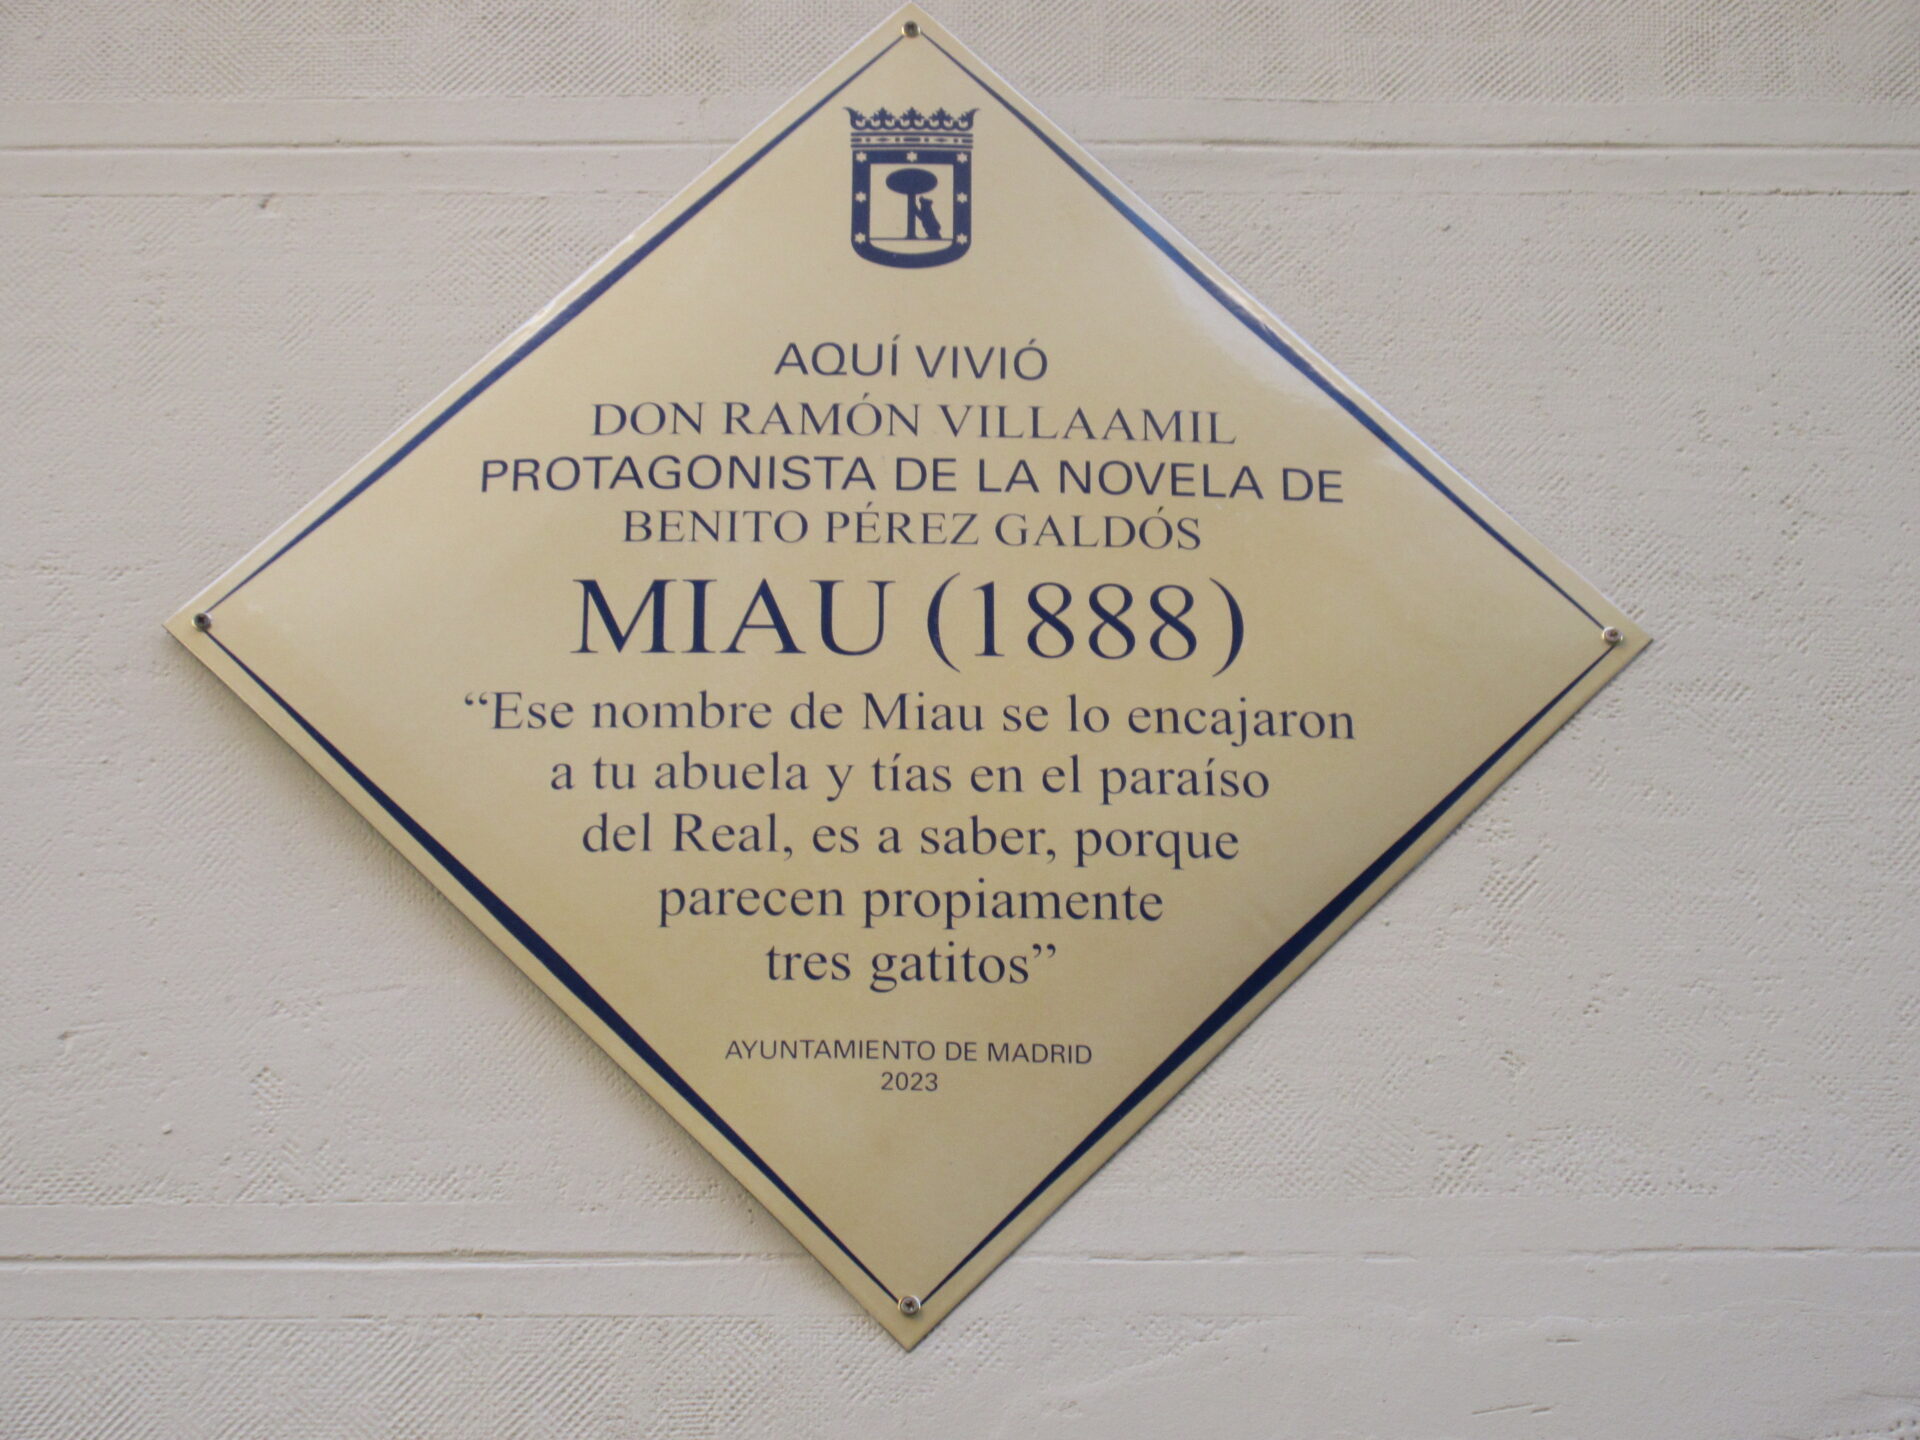 AQUÍ VIVIÓ
DON RAMÓN VILLAAMIL
PROTAGONISTA DE LA NOVELA DE
BENITO PÉREZ GALDÓS
MIAU (1888)
“Ese nombre de Miau se lo encajaron
a tu abuela y tías en el paraíso
del Real, es a saber, porque
parecen propiamente
tres gatitos”
AYUNTAMIENTO DE MADRID
2023